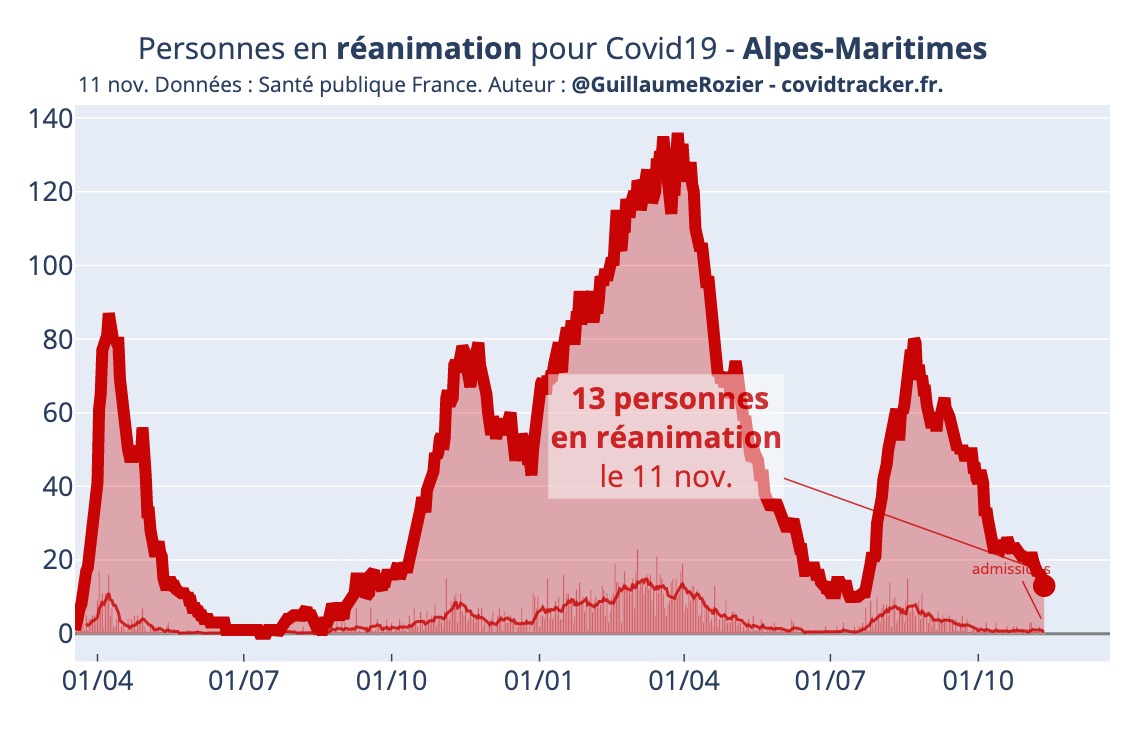 Personnes en réanimation pour Covid19 - Alpes-Maritimes
11 nov. Données : Santé publique France. Auteur : @GuillaumeRozier - covidtracker.fr.
140
120
100
80
60
40
20
0
13 personnes
en réanimation
le 11 nov.
admissions
01/04
01/07
01/10
01/01
01/04
01/07
01/10